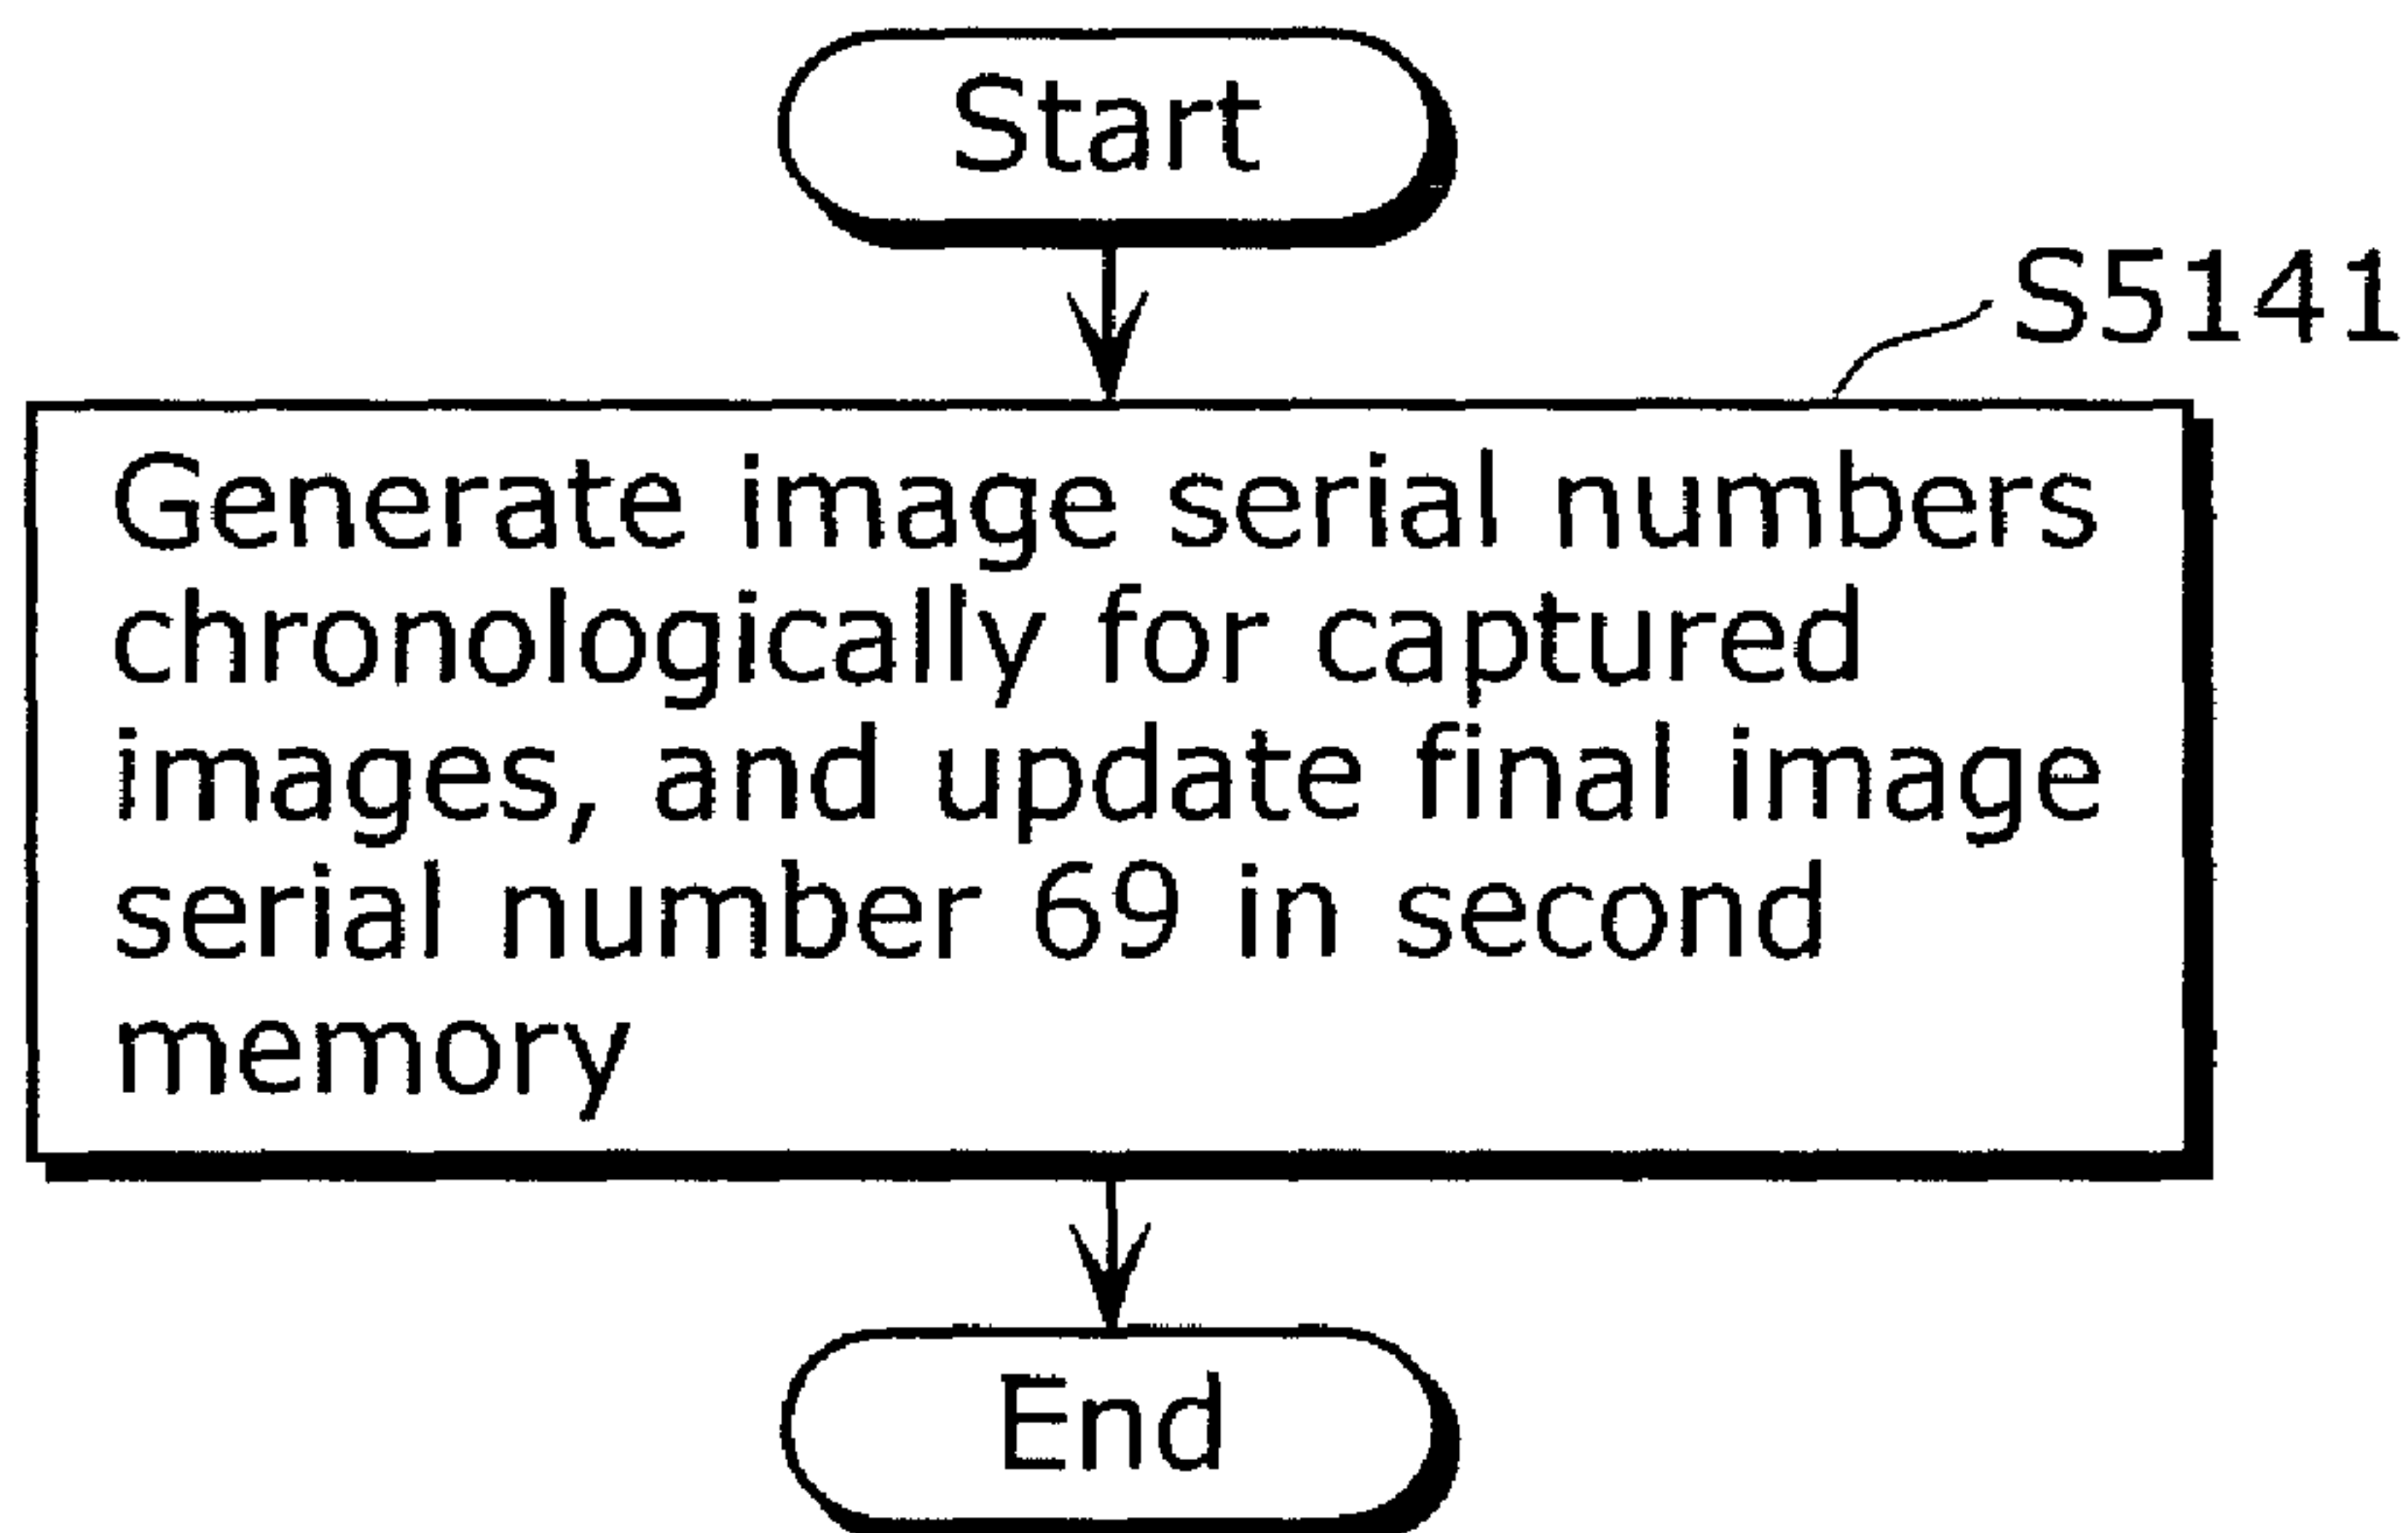 Start
S5141
Generate image serial numbers
chronologically for captured
images, and update final image
serial number 69 in second
memory
End